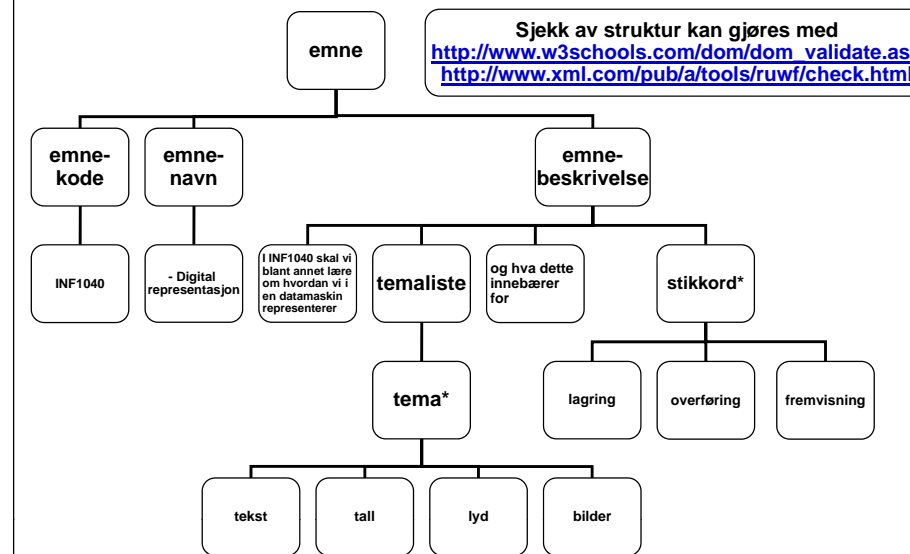 emne
Sjekk av struktur kan gjøres med
http://www.w3schools.com/dom/dom_validate.as
http://www.xml.com/pub/a/tools/ruwf/check.html
emne-
kode
emne-
navn
emne-
beskrivelse
INF1040
- Digital
representasjon
I INF1040 skal vi
blant annet lære
om hvordan vi i
en datamaskin
representerer
temaliste
og hva dette
innebærer
for
stikkord*
tema*
lagring
overføring
fremvisning
tekst
tall
lyd
bilder